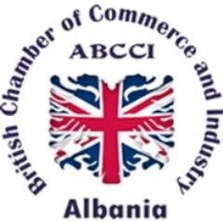 British Chamber of Commerce and Industry
ABCCI
Albania